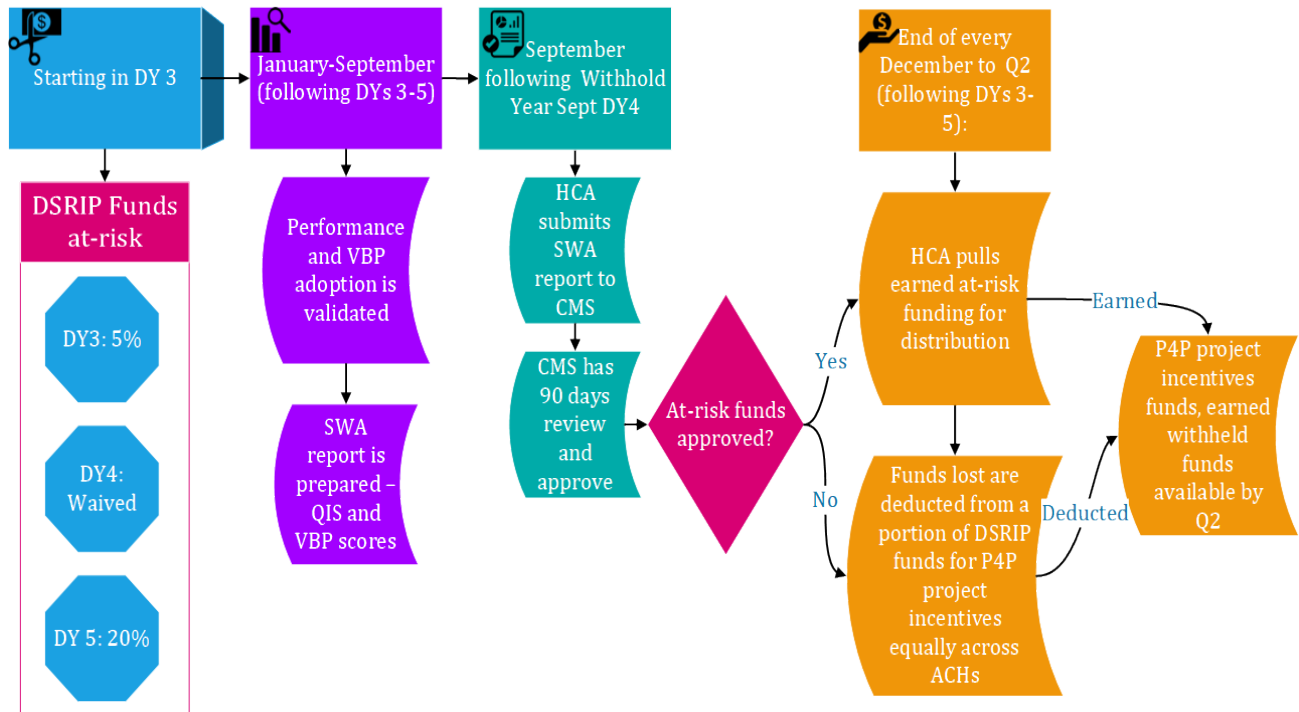 Starting in DY 3
DSRIP Funds
at-risk
DY3: 5%
DY4:
Waived
DY 5: 20%
January-September
(following DYs 3-5)
Performance
and VBP
adoption is
validated
SWA
report is
prepared –
QIS and
VBP scores
September
following Withhold
Year Sept DY4
HCA
submits
SWA
report to
CMS
CMS has
90 days
review
and
approve
At-risk funds
approved?
Yes
No
End of every
December to Q2
(following DYs 3-
5):
HCA pulls
earned at-risk
funding for
distribution
Funds lost are
deducted from a
portion of DSRIP
funds for P4P
project
incentives
equally across
ACHs
Earned
Deducted
P4P project
incentives
funds, earned
withheld
funds
available by
Q2